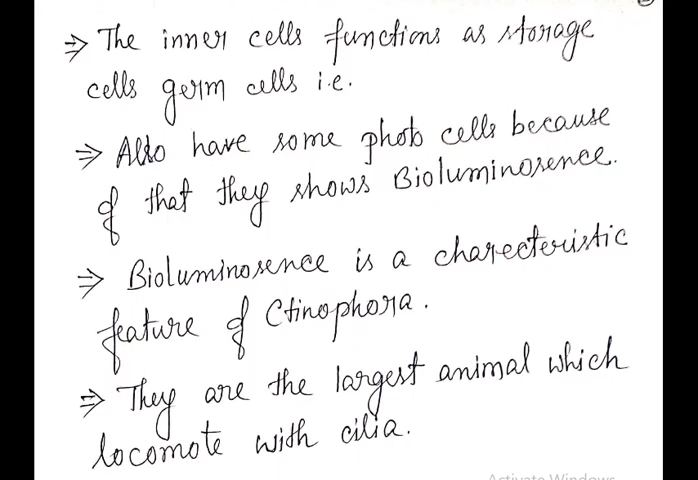 ⇒ The inner cells functions as storage
cells germ cells i.e.
⇒ Also have some photo cells because
of that they shows Bioluminosence.
⇒ Bioluminosence is a charecteristic
feature of Ctinophora.
⇒ They are the largest animal which
locomote with cilia.
Activate Windows